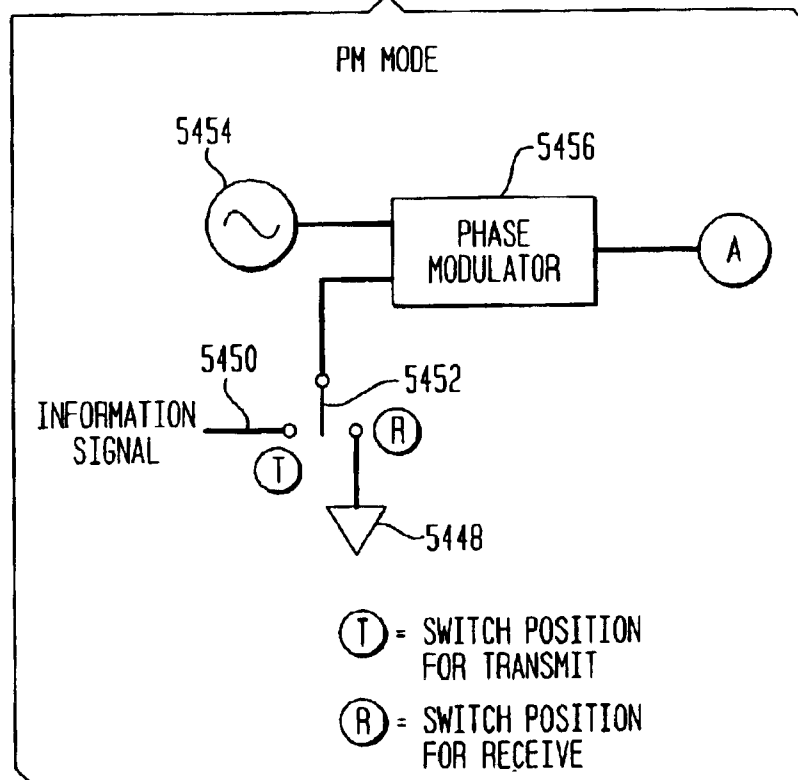 PM MODE
5454
5456
PHASE
MODULATOR
A
5450
5452
INFORMATION
SIGNAL
T
R
5448
T = SWITCH POSITION
FOR TRANSMIT
R = SWITCH POSITION
FOR RECEIVE